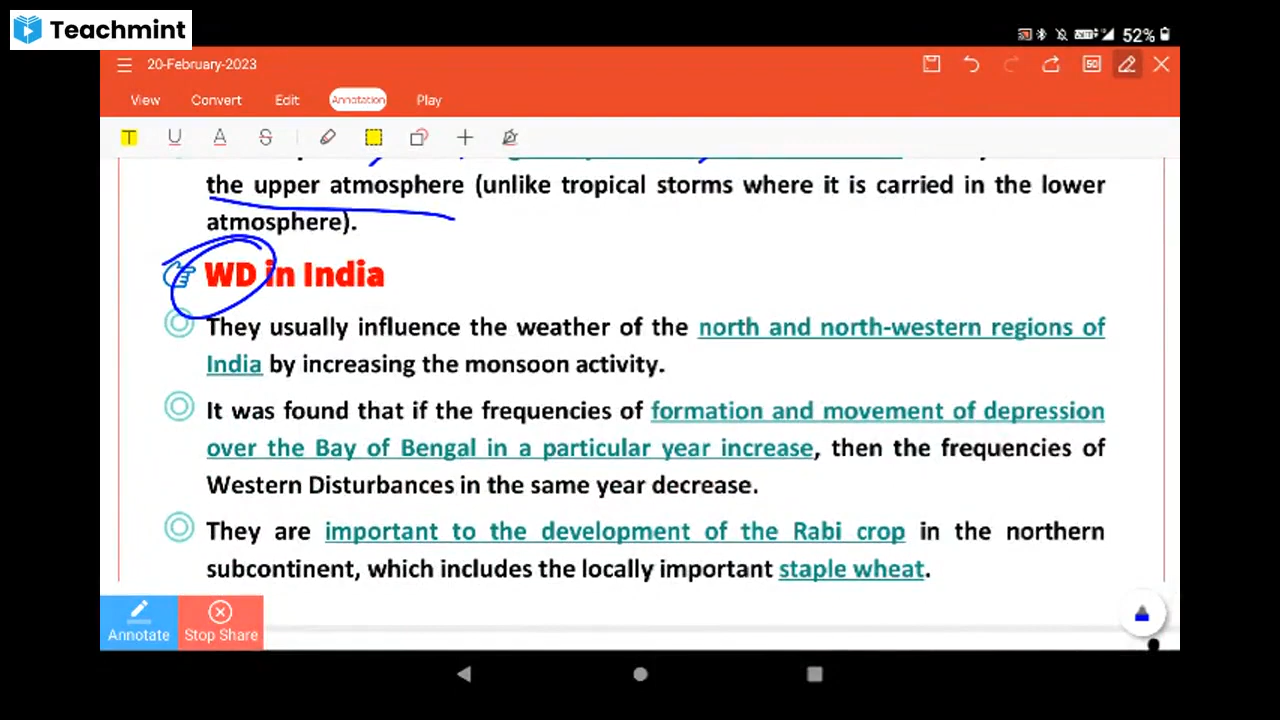 Teachmint
52%
20-February-2023
50
View Convert Edit Annotation Play
T U A S
the upper atmosphere (unlike tropical storms where it is carried in the lower
atmosphere).
WD in India
They usually influence the weather of the north and north-western regions of
India by increasing the monsoon activity.
It was found that if the frequencies of formation and movement of depression
over the Bay of Bengal in a particular year increase, then the frequencies of
Western Disturbances in the same year decrease.
They are important to the development of the Rabi crop in the northern
subcontinent, which includes the locally important staple wheat.
Annotate Stop Share